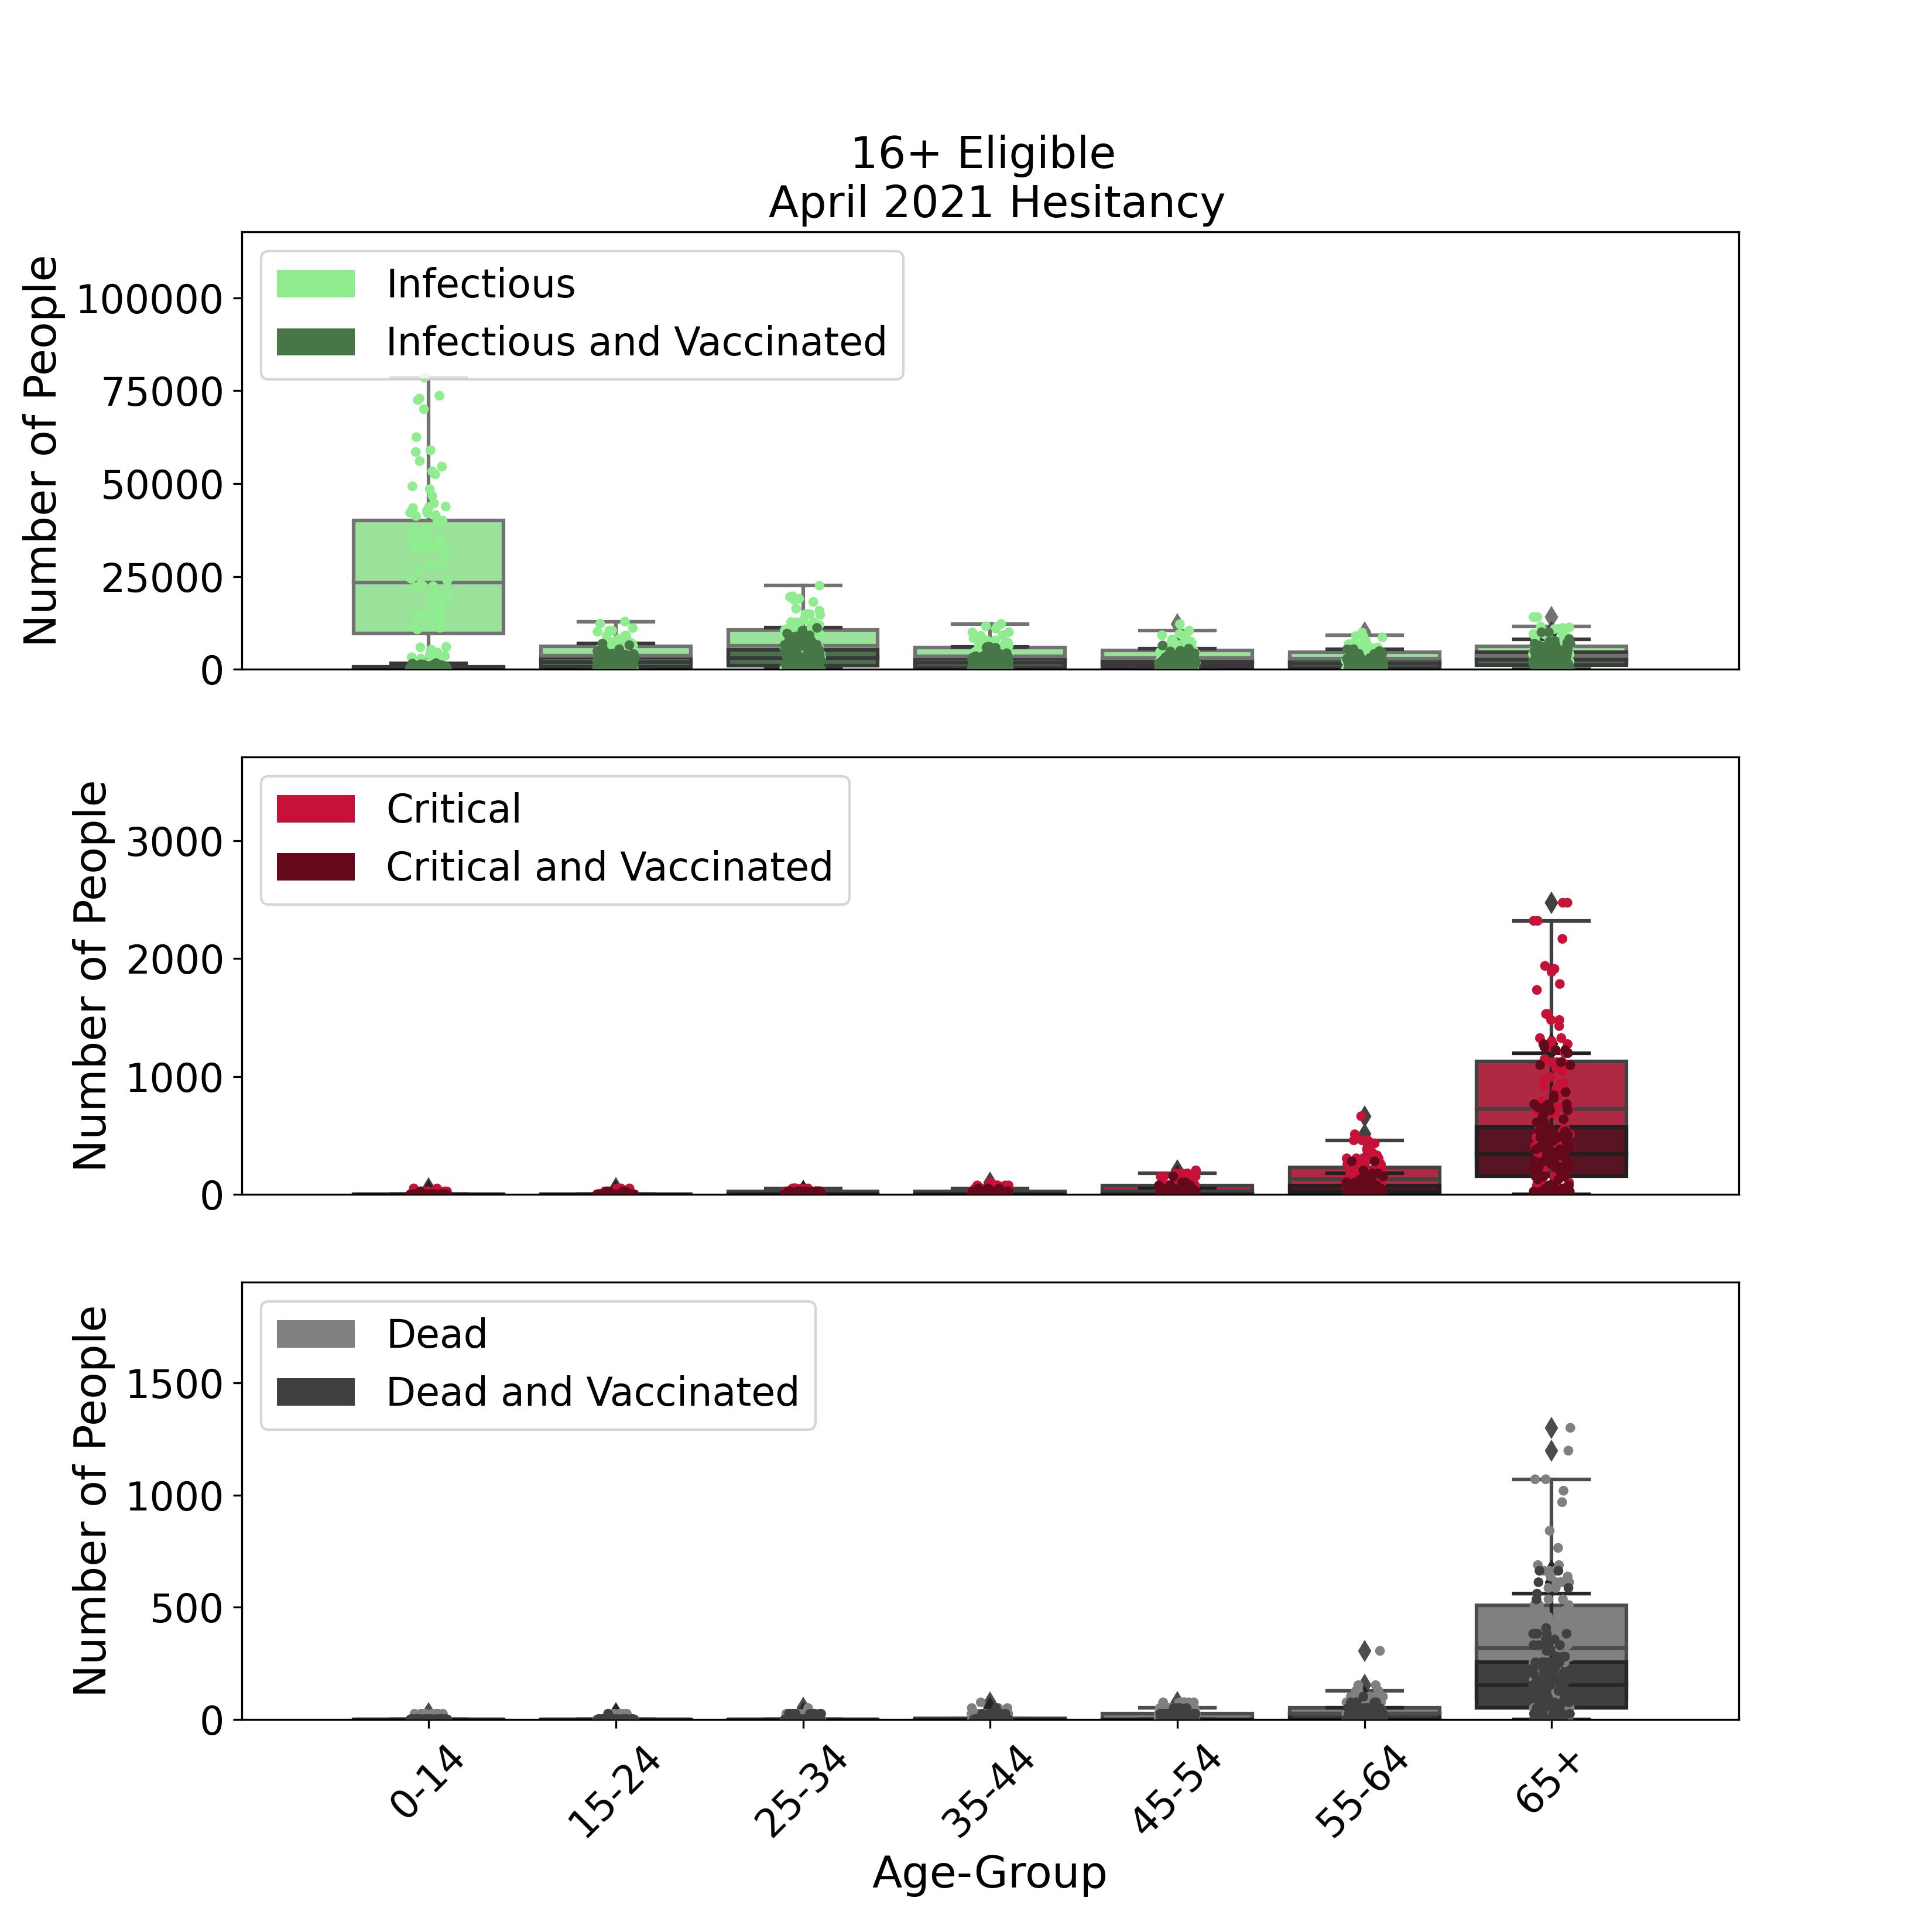 16+ Eligible
April 2021 Hesitancy
Number of People
100000
75000
50000
25000
0
Infectious
Infectious and Vaccinated
Number of People
3000
2000
1000
0
Critical
Critical and Vaccinated
Number of People
1500
1000
500
0
Dead
Dead and Vaccinated
0-14
15-24
25-34
35-44
45-54
55-64
65+
Age-Group